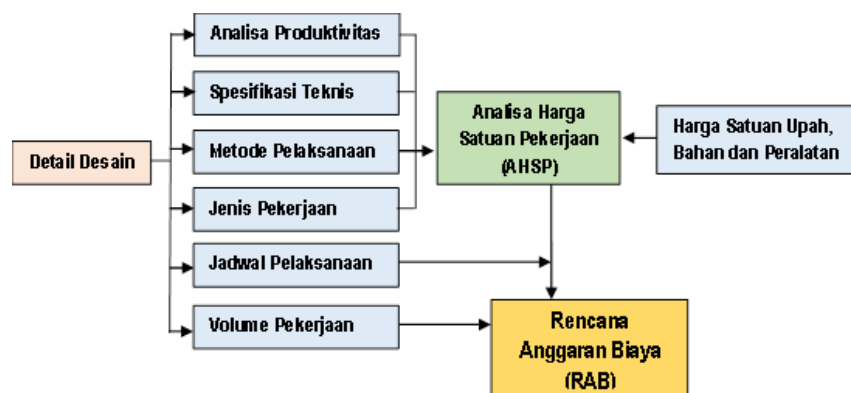 Analisa Produktivitas
Spesifikasi Teknis
Metode Pelaksanaan
Jenis Pekerjaan
Jadwal Pelaksanaan
Volume Pekerjaan
Detail Desain
Analisa Harga
Satuan Pekerjaan
(AHSP)
Harga Satuan Upah,
Bahan dan Peralatan
Rencana
Anggaran Biaya
(RAB)